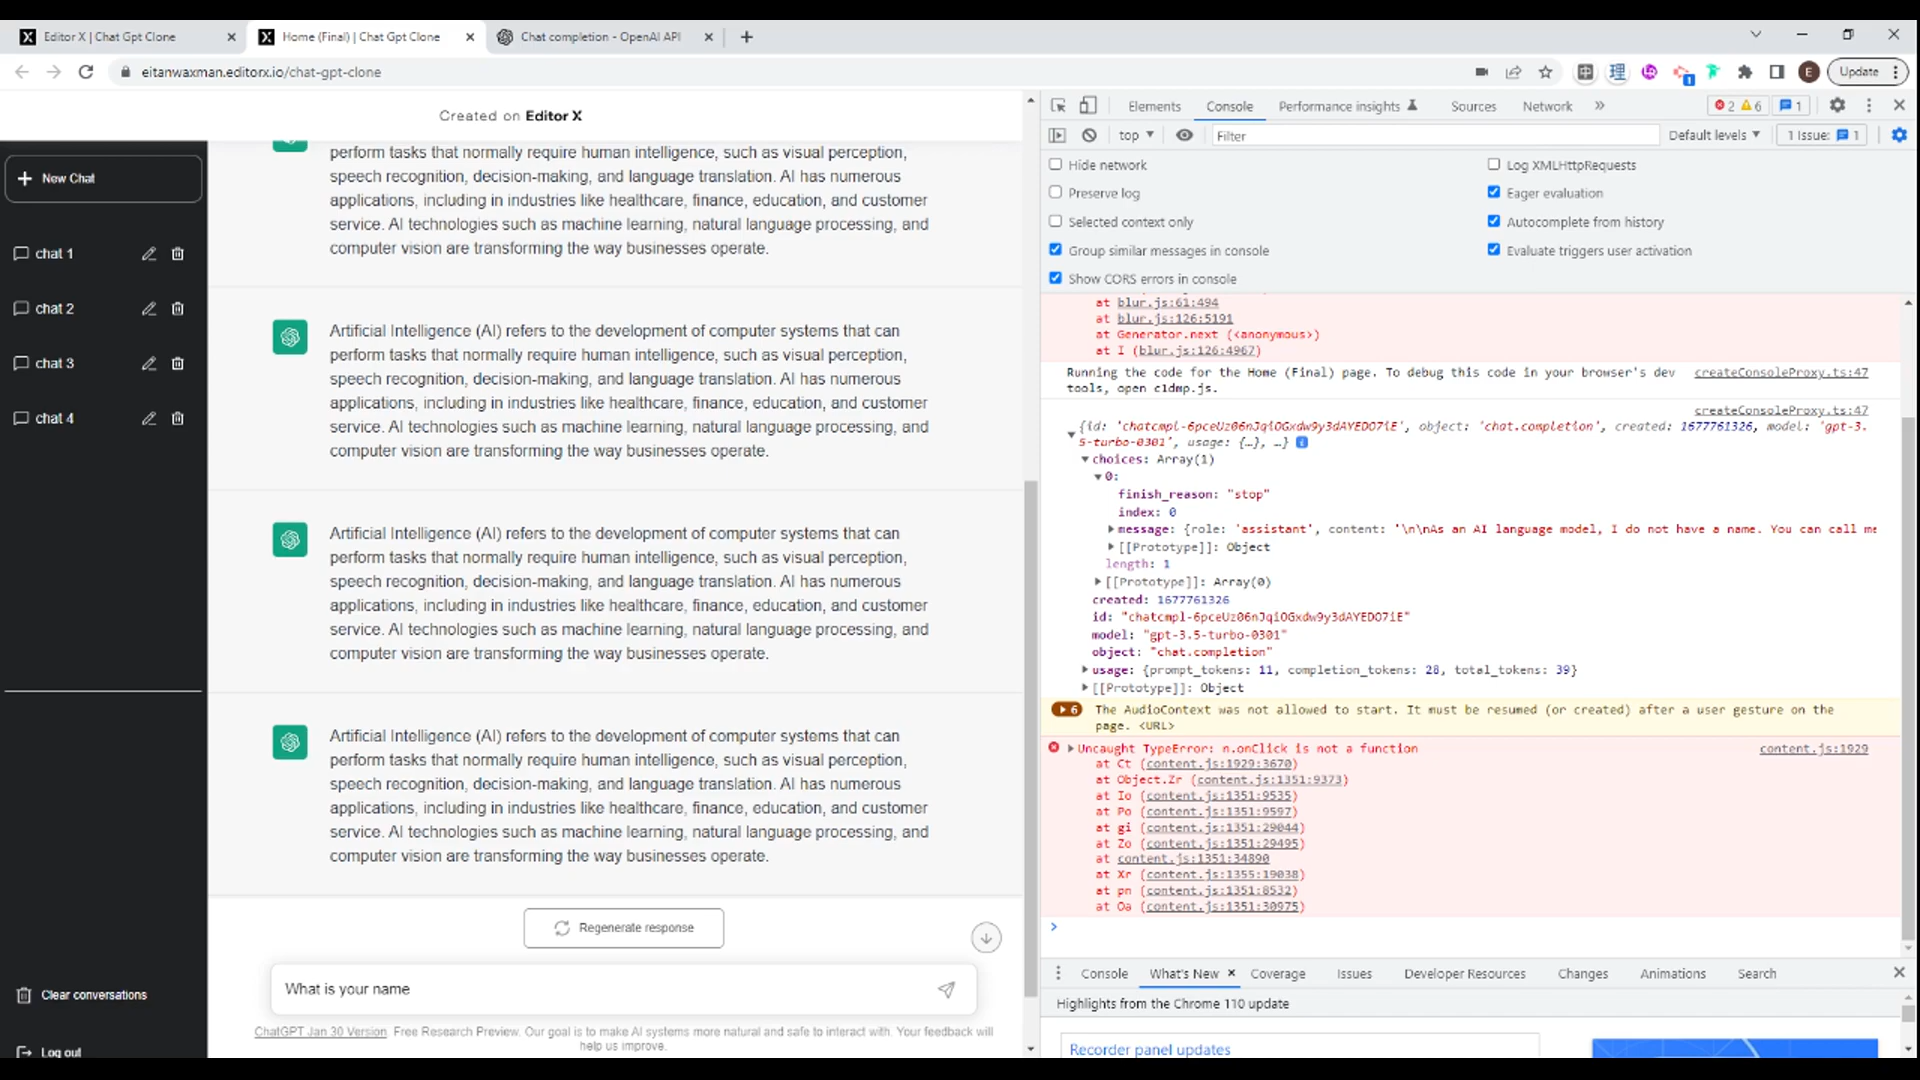 Editor X | Chat Gpt Clone
Home (Final) | Chat Gpt Clone
Chat completion - OpenAI API
eitanwaxman.editorx.io/chat-gpt-clone
E
Update
Created on Editor X
New Chat
chat 1
chat 2
chat 3
chat 4
Clear conversations
Log out
perform tasks that normally require human intelligence, such as visual perception,
speech recognition, decision-making, and language translation. AI has numerous
applications, including in industries like healthcare, finance, education, and customer
service. AI technologies such as machine learning, natural language processing, and
computer vision are transforming the way businesses operate.
Artificial Intelligence (AI) refers to the development of computer systems that can
perform tasks that normally require human intelligence, such as visual perception,
speech recognition, decision-making, and language translation. AI has numerous
applications, including in industries like healthcare, finance, education, and customer
service. AI technologies such as machine learning, natural language processing, and
computer vision are transforming the way businesses operate.
Artificial Intelligence (AI) refers to the development of computer systems that can
perform tasks that normally require human intelligence, such as visual perception,
speech recognition, decision-making, and language translation. AI has numerous
applications, including in industries like healthcare, finance, education, and customer
service. AI technologies such as machine learning, natural language processing, and
computer vision are transforming the way businesses operate.
Artificial Intelligence (AI) refers to the development of computer systems that can
perform tasks that normally require human intelligence, such as visual perception,
speech recognition, decision-making, and language translation. AI has numerous
applications, including in industries like healthcare, finance, education, and customer
service. AI technologies such as machine learning, natural language processing, and
computer vision are transforming the way businesses operate.
Regenerate response
What is your name
ChatGPT Jan 30 Version. Free Research Preview. Our goal is to make AI systems more natural and safe to interact with. Your feedback will
help us improve.
Elements Console Performance insights Sources Network » 2 6 1
top Filter Default levels 1 Issue: 1
Hide network
Log XMLHttpRequests
Preserve log
Eager evaluation
Selected context only
Autocomplete from history
Group similar messages in console
Evaluate triggers user activation
Show CORS errors in console
at blur.js:61:494
at blur.js:126:5191
at Generator.next (<anonymous>)
at I (blur.js:126:4967)
Running the code for the Home (Final) page. To debug this code in your browser's dev createConsoleProxy.ts:47
tools, open cldmp.js.
createConsoleProxy.ts:47
{id: 'chatcmpl-6pceUz06nJqiOGxdw9y3dAYEDO7iE', object: 'chat.completion', created: 1677761326, model: 'gpt-3.
5-turbo-0301', usage: {…}, …}
choices: Array(1)
0:
finish_reason: "stop"
index: 0
message: {role: 'assistant', content: '\n\nAs an AI language model, I do not have a name. You can call me
[[Prototype]]: Object
length: 1
[[Prototype]]: Array(0)
created: 1677761326
id: "chatcmpl-6pceUz06nJqiOGxdw9y3dAYEDO7iE"
model: "gpt-3.5-turbo-0301"
object: "chat.completion"
usage: {prompt_tokens: 11, completion_tokens: 28, total_tokens: 39}
[[Prototype]]: Object
6 The AudioContext was not allowed to start. It must be resumed (or created) after a user gesture on the
page. <URL>
Uncaught TypeError: n.onClick is not a function content.js:1929
at Ct (content.js:1929:3670)
at Object.Zr (content.js:1351:9373)
at Io (content.js:1351:9535)
at Po (content.js:1351:9597)
at gi (content.js:1351:29044)
at Zo (content.js:1351:29495)
at content.js:1351:34890
at Xr (content.js:1355:19038)
at pn (content.js:1351:8532)
at Oa (content.js:1351:30975)
>
Console What's New Coverage Issues Developer Resources Changes Animations Search
Highlights from the Chrome 110 update
Recorder panel updates